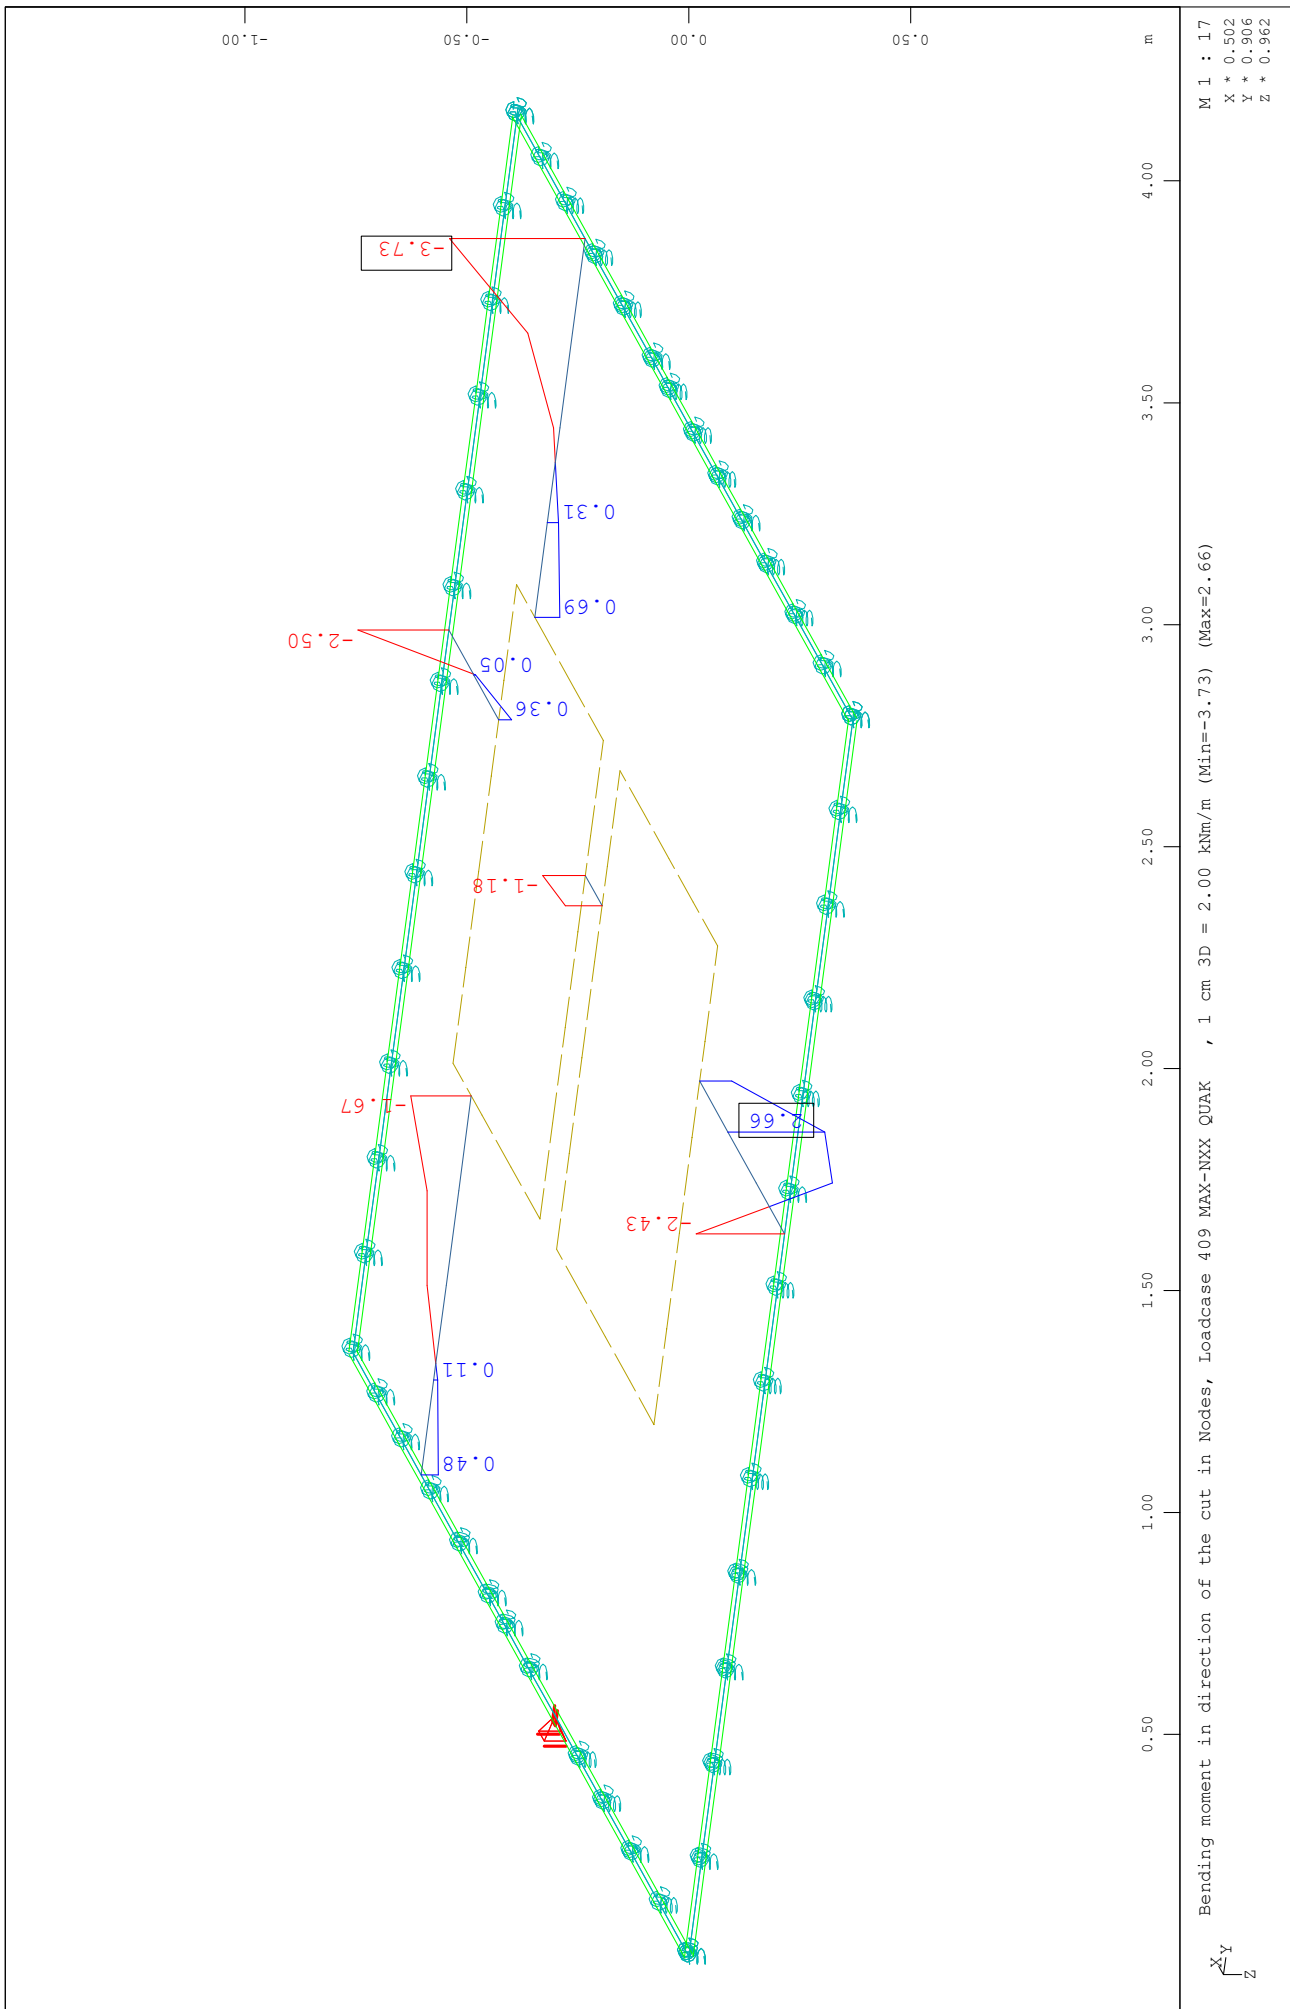 -1.00
-0.50
0.00
0.50
m
4.00
3.50
3.00
2.50
2.00
1.50
1.00
0.50
-3.73
0.31
0.69
-2.50
0.05
0.36
-1.18
-1.67
2.66
-2.43
0.11
0.48
Bending moment in direction of the cut in Nodes, Loadcase 409 MAX-NXX QUAK , 1 cm 3D = 2.00 kNm/m (Min=-3.73) (Max=2.66)
M 1 : 17
X * 0.502
Y * 0.906
Z * 0.962
X
Y
Z